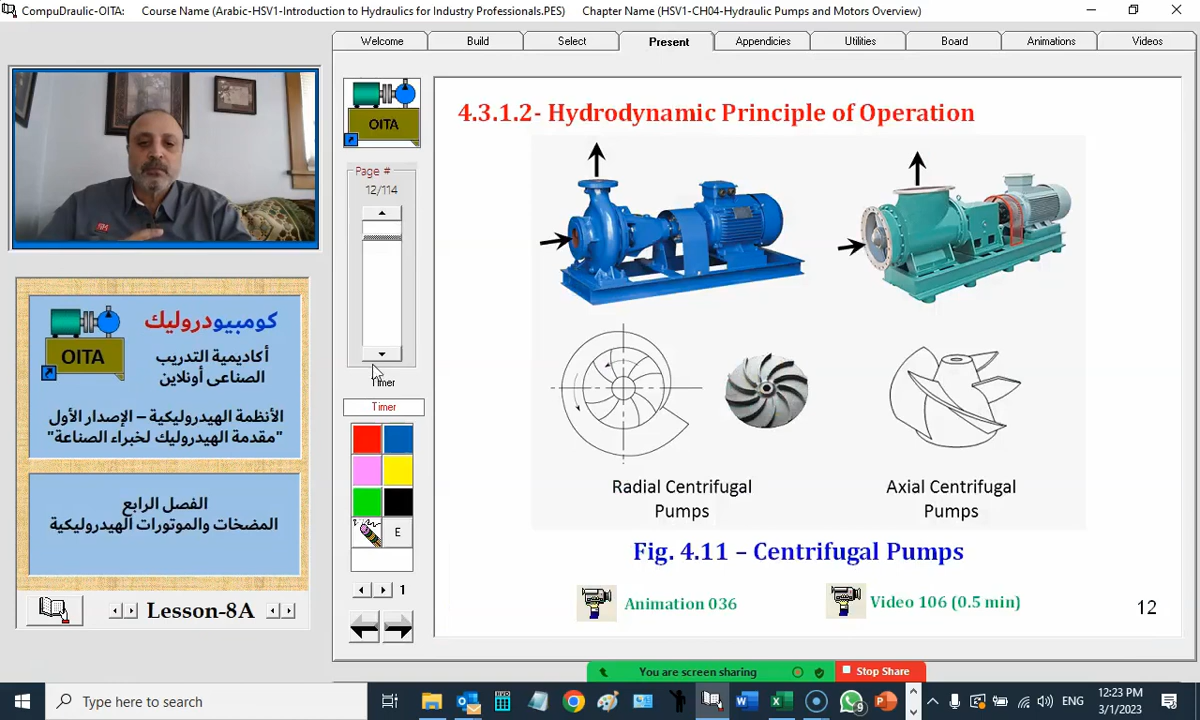 CompuDraulic-OITA: Course Name (Arabic-HSV1-Introduction to Hydraulics for Industry Professionals.PES) Chapter Name (HSV1-CH04-Hydraulic Pumps and Motors Overview)
Welcome Build Select Present Appendicies Utilities Board Animations Videos
OITA
Page #
12/114
Timer
Timer
E
1
كومبيودروليك
OITA
أكاديمية التدريب
الصناعى أونلاين
الأنظمة الهيدروليكية – الإصدار الأول
"مقدمة الهيدروليك لخبراء الصناعة"
الفصل الرابع
المضخات والموتورات الهيدروليكية
Lesson-8A
4.3.1.2- Hydrodynamic Principle of Operation
Radial Centrifugal
Pumps
Axial Centrifugal
Pumps
Fig. 4.11 – Centrifugal Pumps
Animation 036
Video 106 (0.5 min)
12
You are screen sharing
Stop Share
Type here to search
9
ENG
12:23 PM
3/1/2023